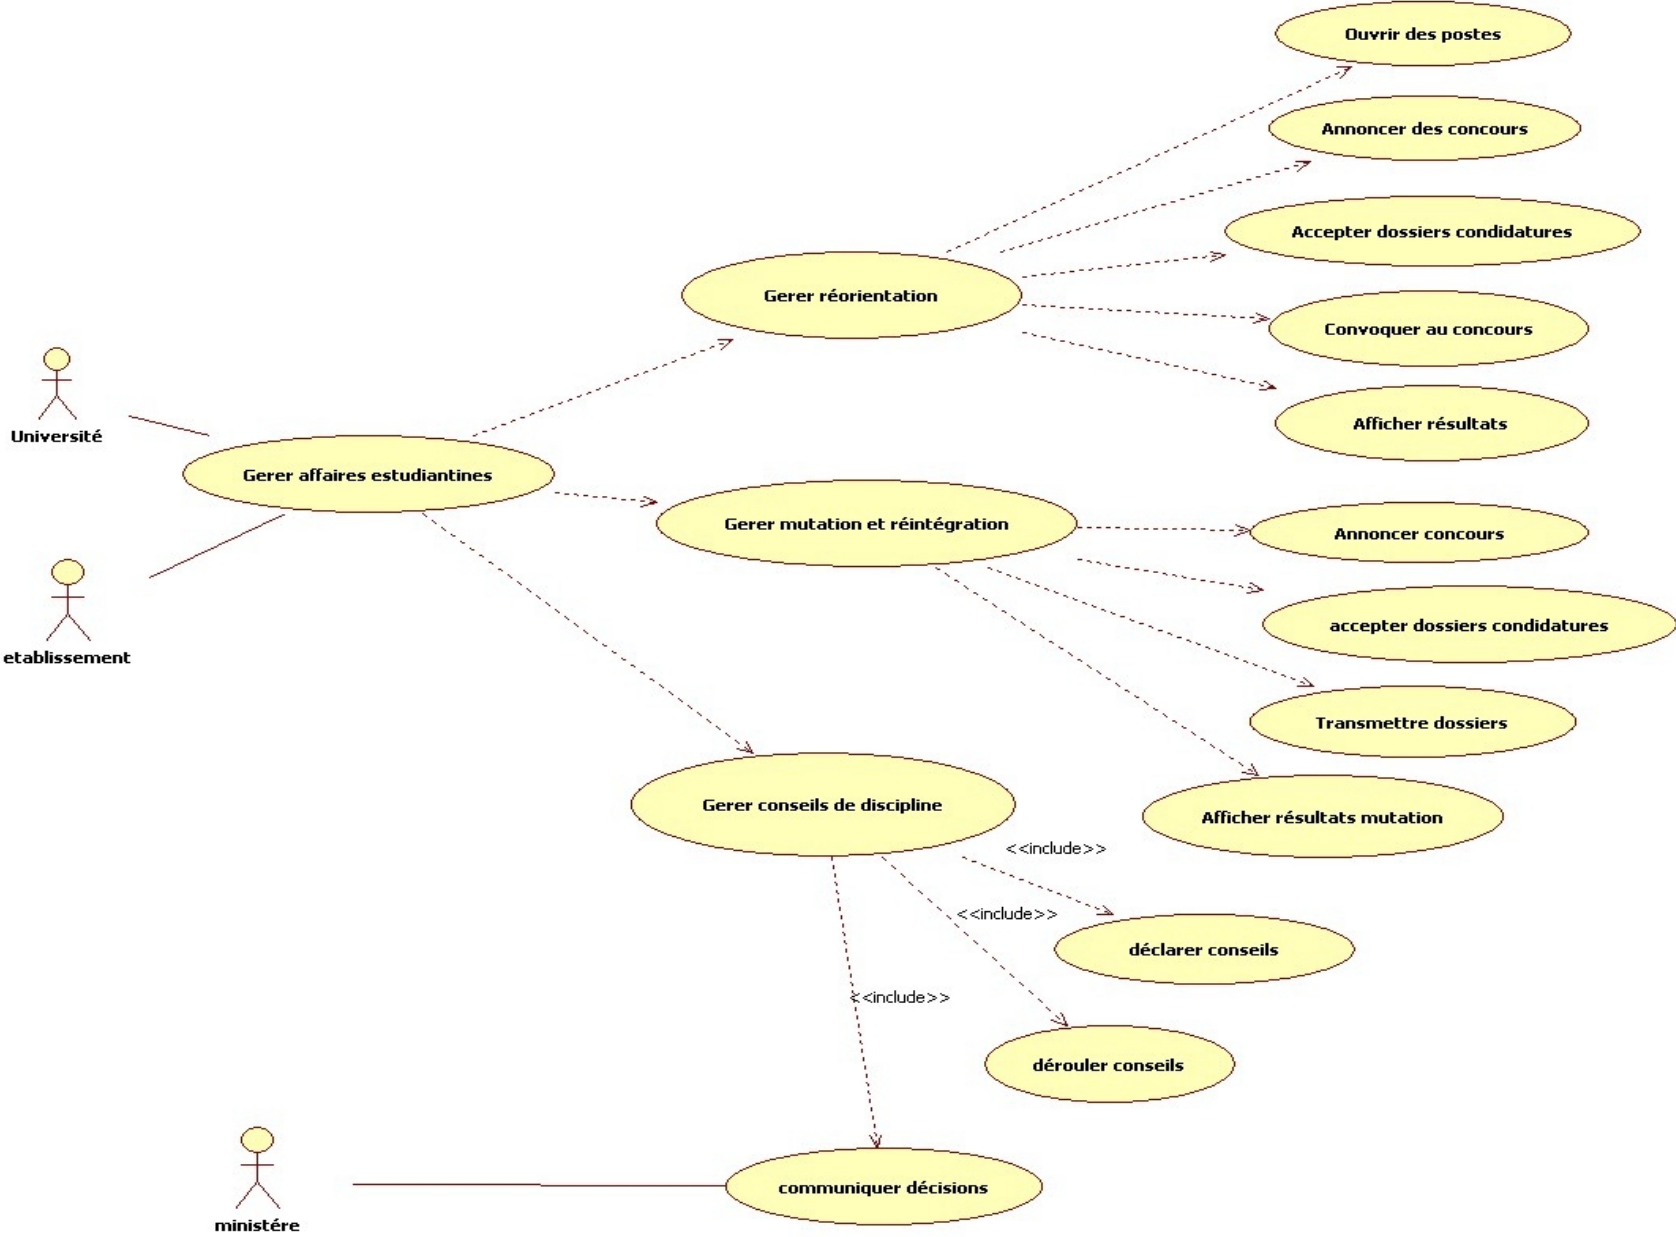 Ouvrir des postes
Annoncer des concours
Accepter dossiers condidatures
Gerer réorientation
Convoquer au concours
Afficher résultats
Université
Gerer affaires estudiantines
Gerer mutation et réintégration
Annoncer concours
accepter dossiers condidatures
etablissement
Transmettre dossiers
Gerer conseils de discipline
Afficher résultats mutation
<<include>>
<<include>>
déclarer conseils
<<include>>
dérouler conseils
communiquer décisions
ministére